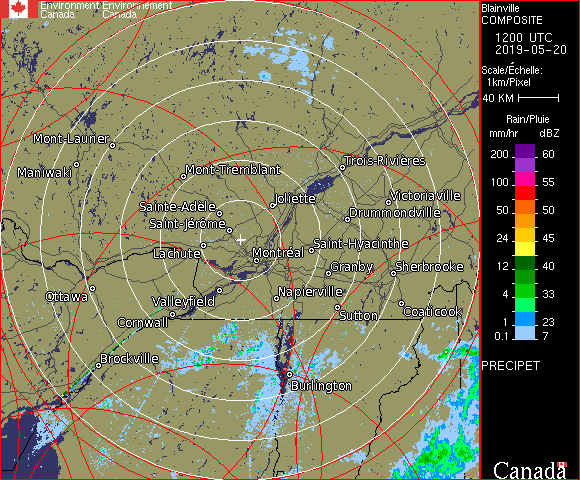 Environment Environnement
Canada Canada
Blainville
COMPOSITE
1200 UTC
2019-05-20
Scale/Échelle:
1km/Pixel
40 KM
Rain/Pluie
mm/hr dBZ
200 60
100 55
50 50
24 45
12 40
4 33
1 23
0.1 7
PRECIPET
Mont-Laurier
Maniwaki
Mont-Tremblant
Trois-Rivières
Sainte-Adèle
Joliette
Victoriaville
Saint-Jérôme
Drummondville
Lachute
Montréal
Saint-Hyacinthe
Granby
Sherbrooke
Ottawa
Valleyfield
Napierville
Cornwall
Sutton
Coaticook
Brockville
Burlington
Canada